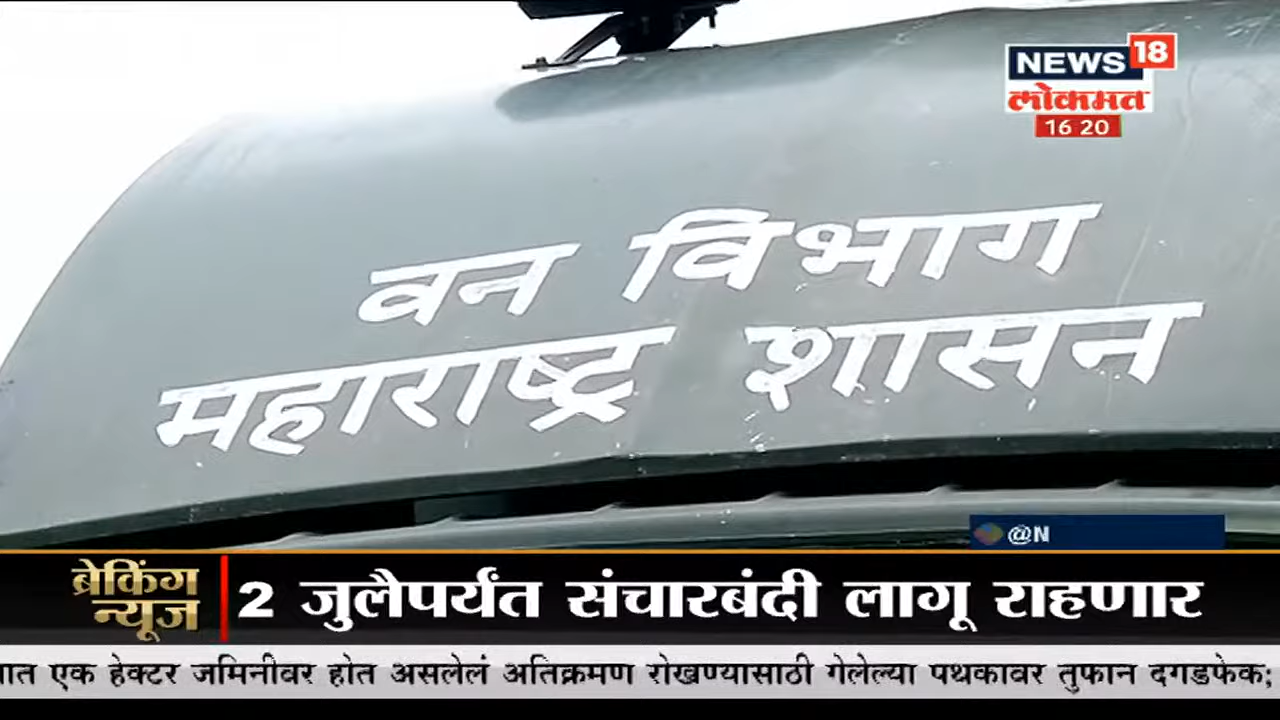 NEWS 18
लोकमत
16 20
वन विभाग
महाराष्ट्र शासन
@N
ब्रेकिंग
न्यूज
2 जुलैपर्यंत संचारबंदी लागू राहणार
एक हेक्टर जमिनीवर होत असलेलं अतिक्रमण रोखण्यासाठी गेलेल्या पथकावर तुफान दगडफेक;